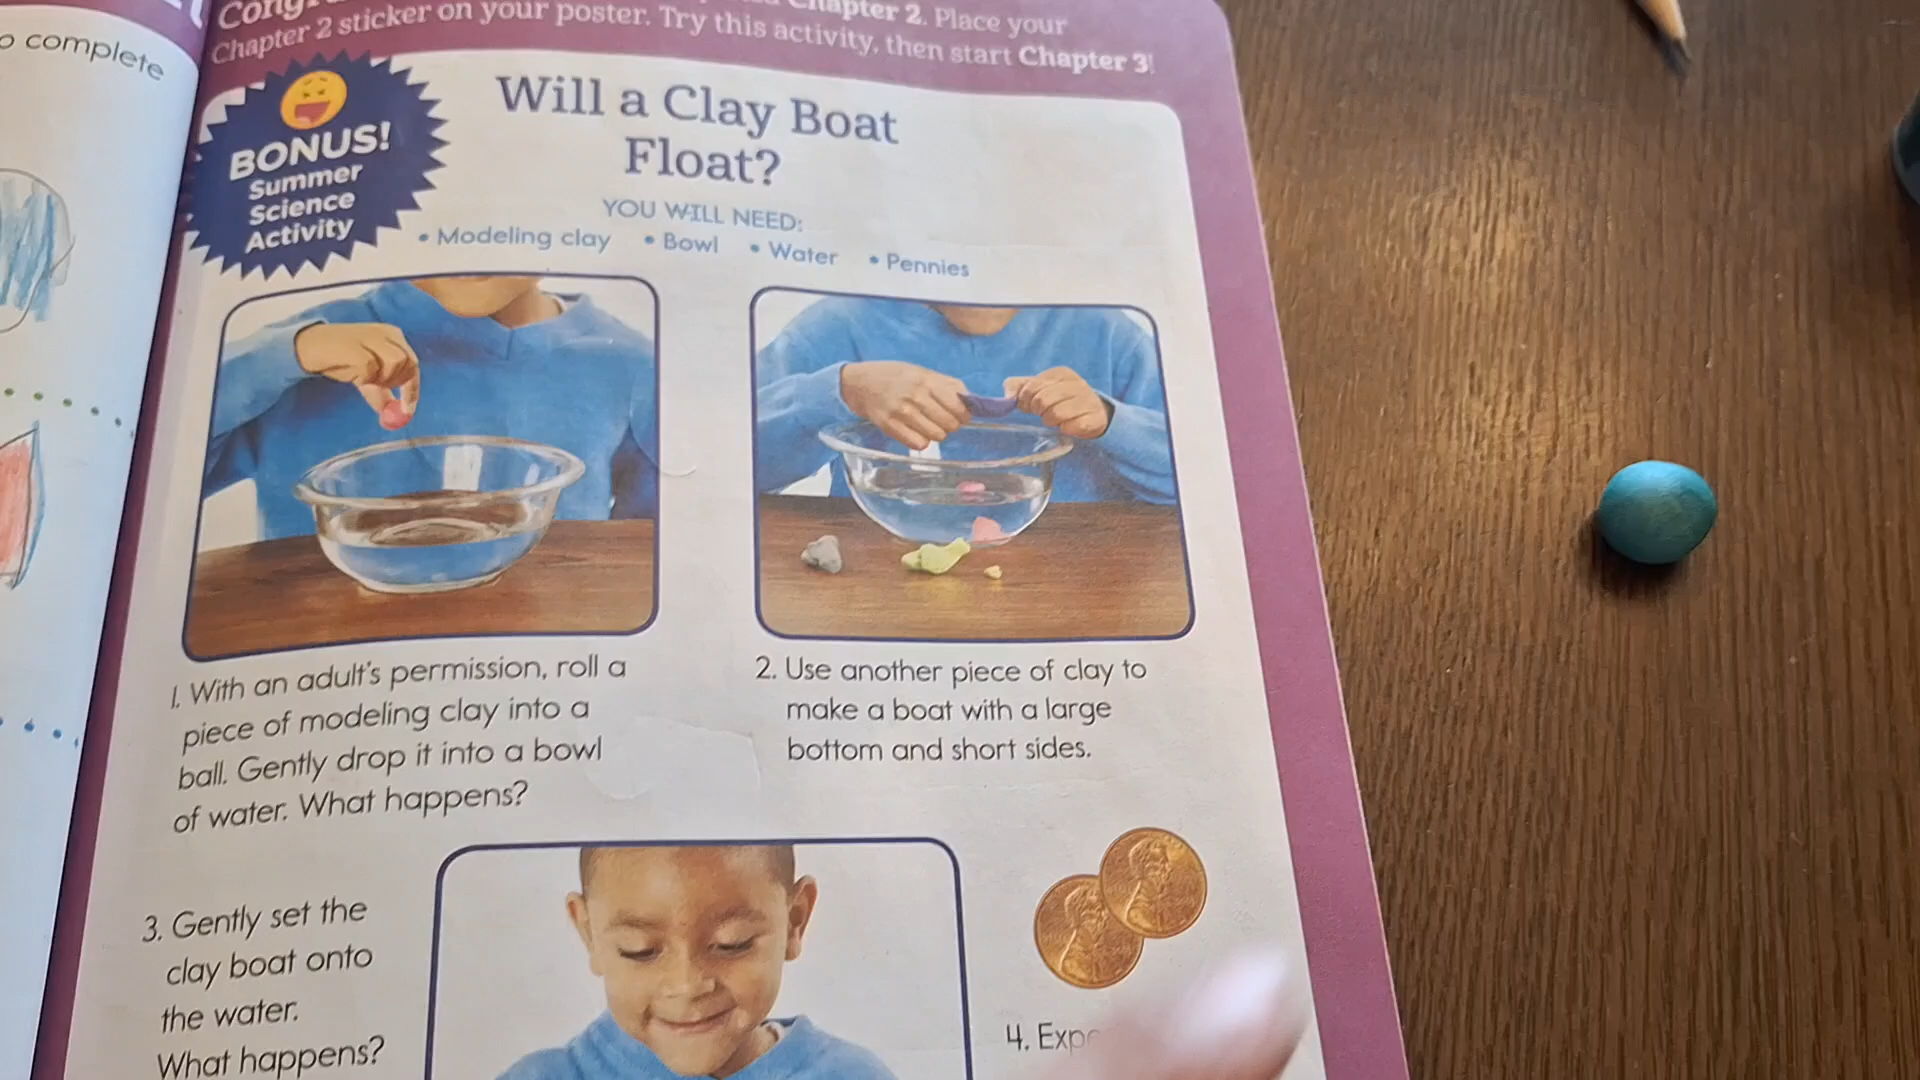 o complete
Chapter 2. Place your
Chapter 2 sticker on your poster. Try this activity, then start Chapter 3!
BONUS!
Summer
Science
Activity
Will a Clay Boat
Float?
YOU WILL NEED:
• Modeling clay • Bowl • Water • Pennies
1. With an adult's permission, roll a
piece of modeling clay into a
ball. Gently drop it into a bowl
of water. What happens?
2. Use another piece of clay to
make a boat with a large
bottom and short sides.
3. Gently set the
clay boat onto
the water.
What happens?
4.